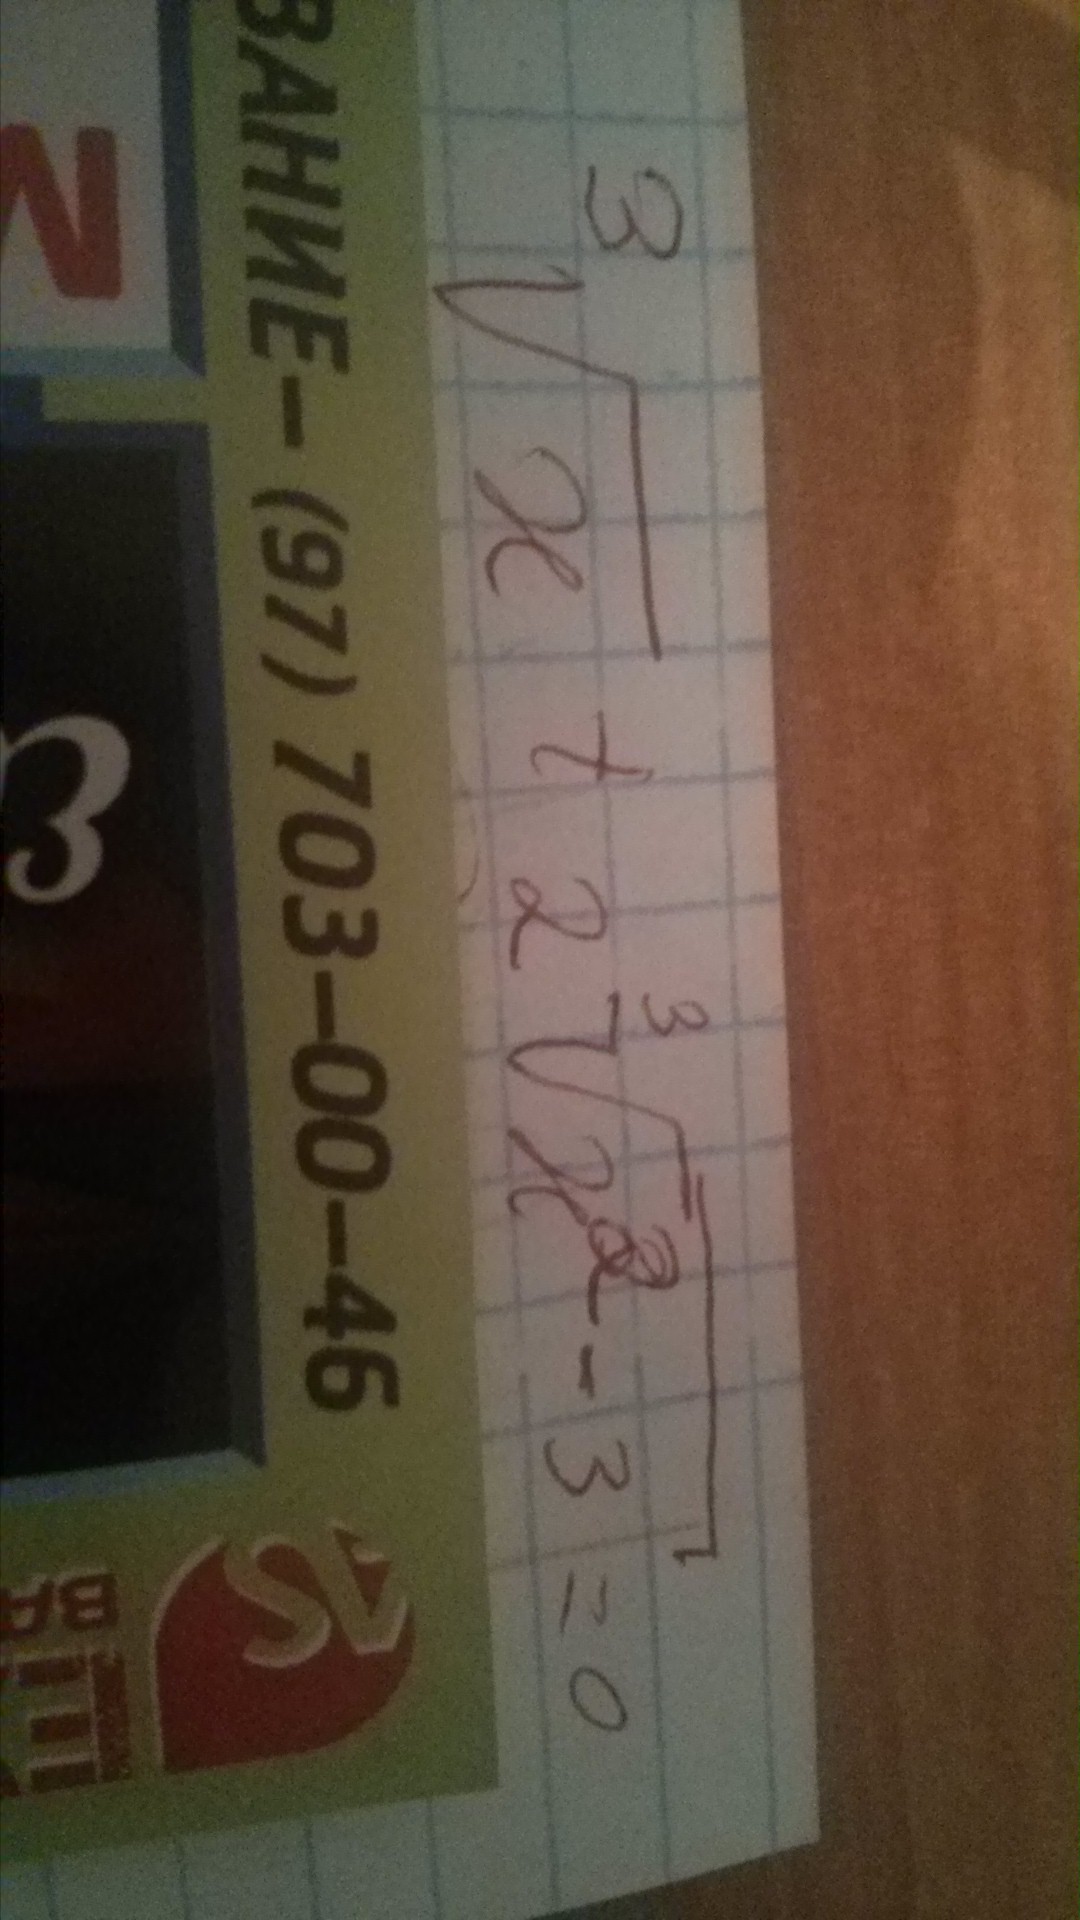 ∛x + 2∛(x² - 3) = 0
ВАНИЕ– (97) 703–00–46
М